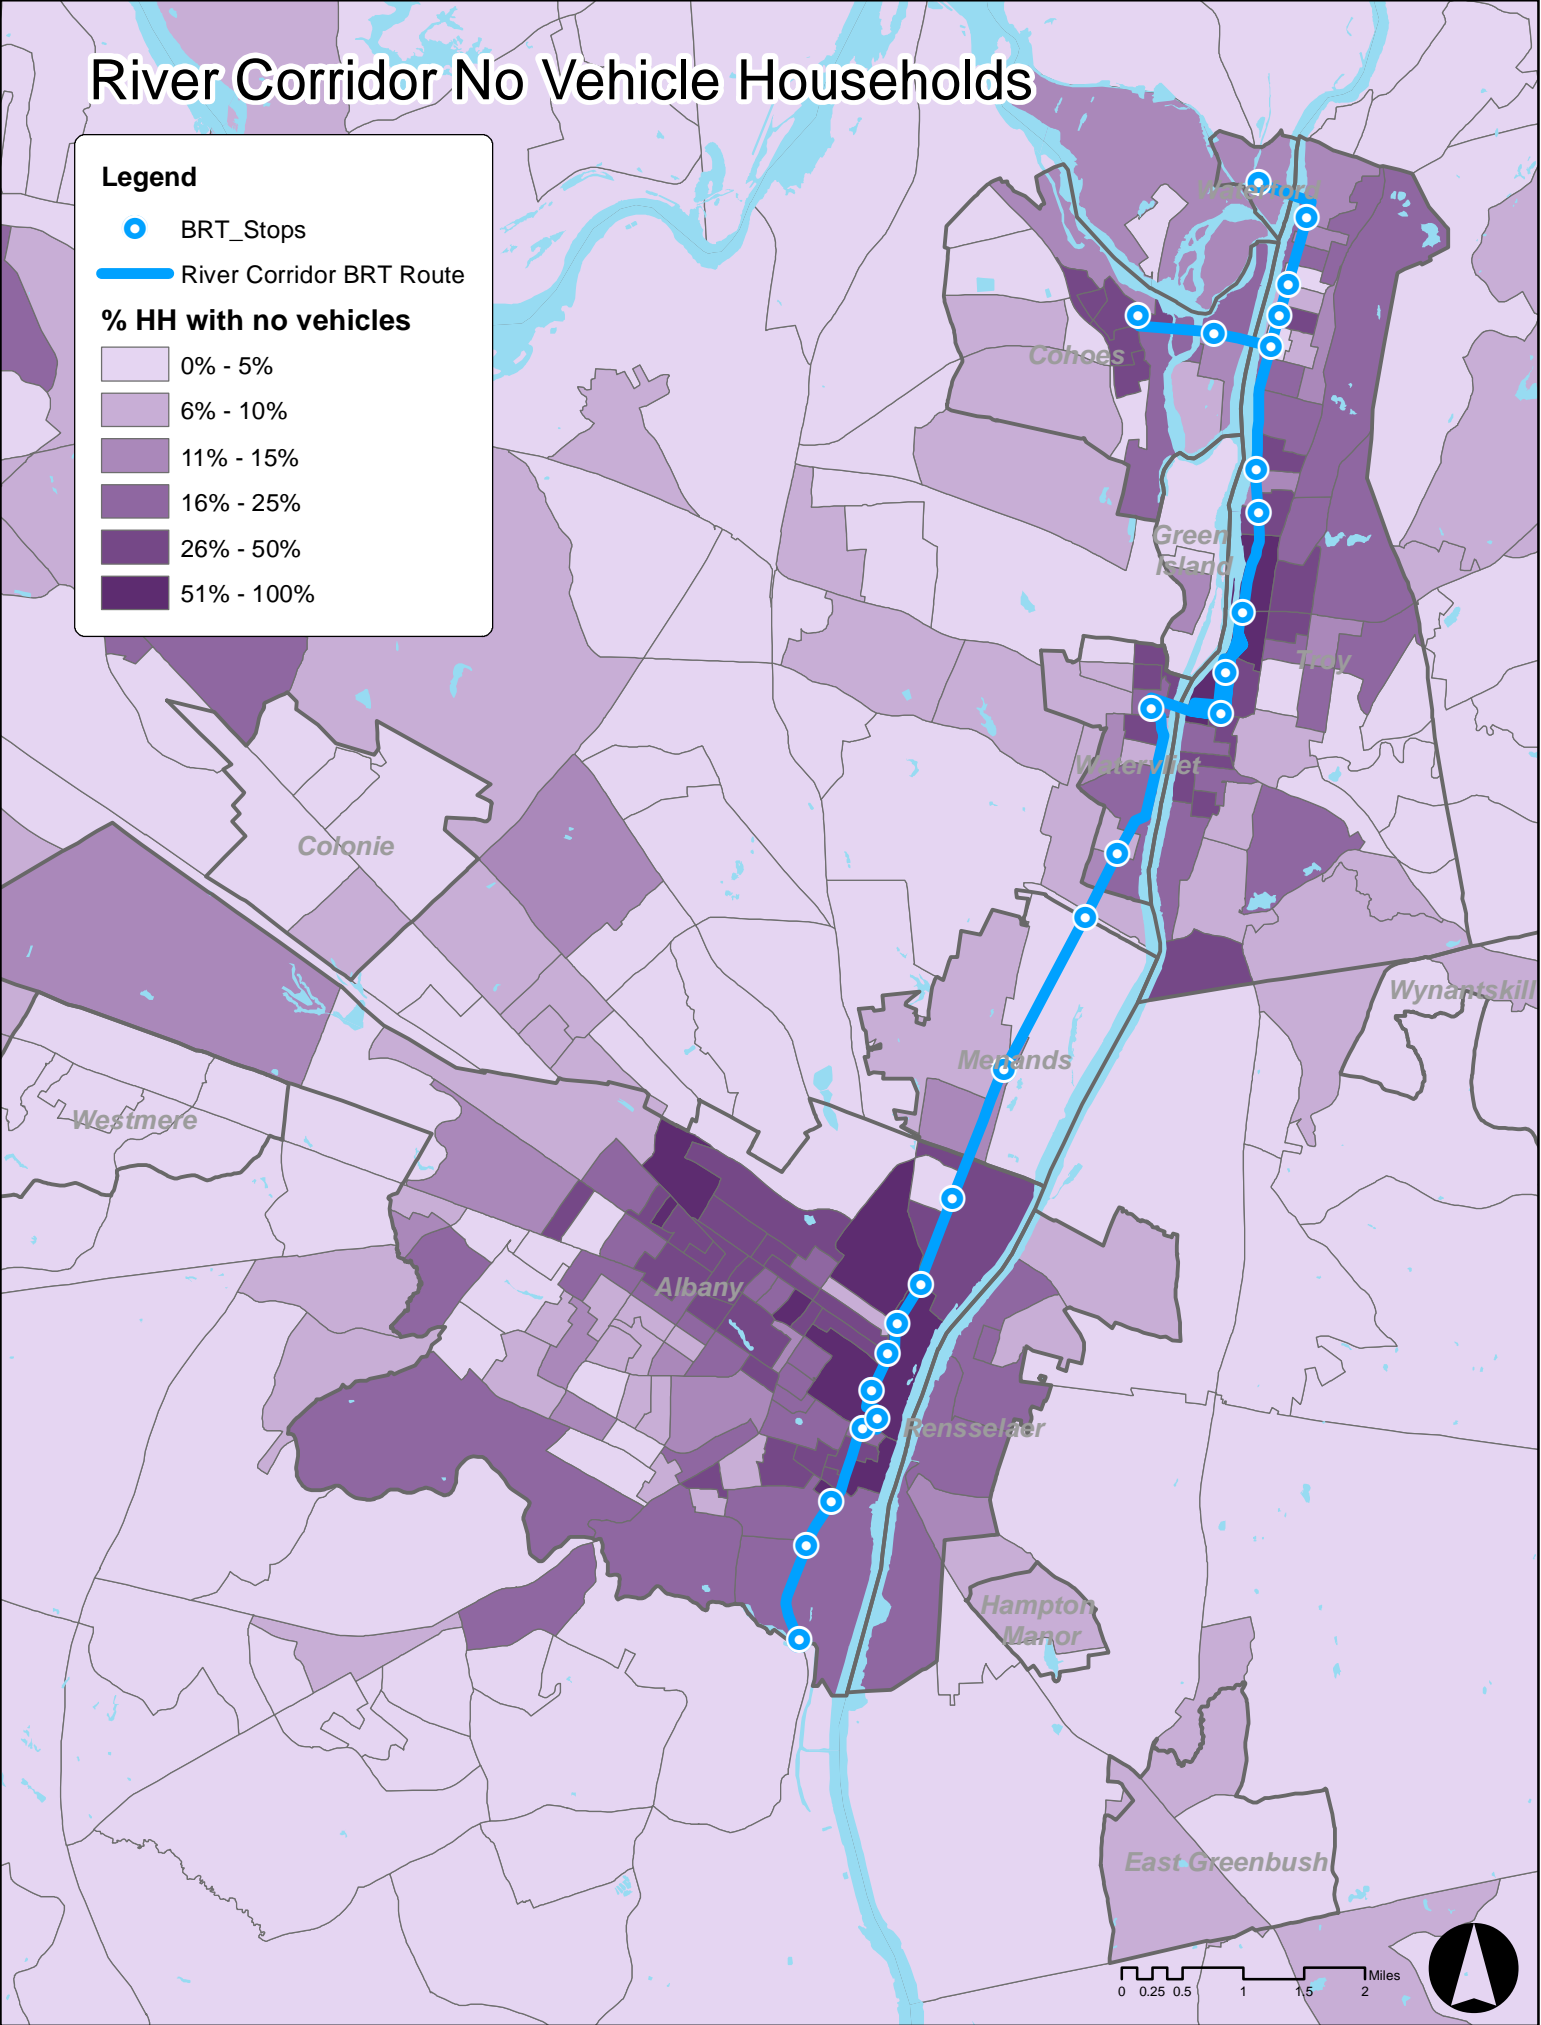 River Corridor No Vehicle Households
Legend
BRT_Stops
River Corridor BRT Route
% HH with no vehicles
0% - 5%
6% - 10%
11% - 15%
16% - 25%
26% - 50%
51% - 100%
Waterford
Cohoes
Green
Island
Troy
Watervliet
Colonie
Wynantskill
Menands
Westmere
Albany
Rensselaer
Hampton
Manor
East Greenbush
Miles
0 0.25 0.5 1 1.5 2